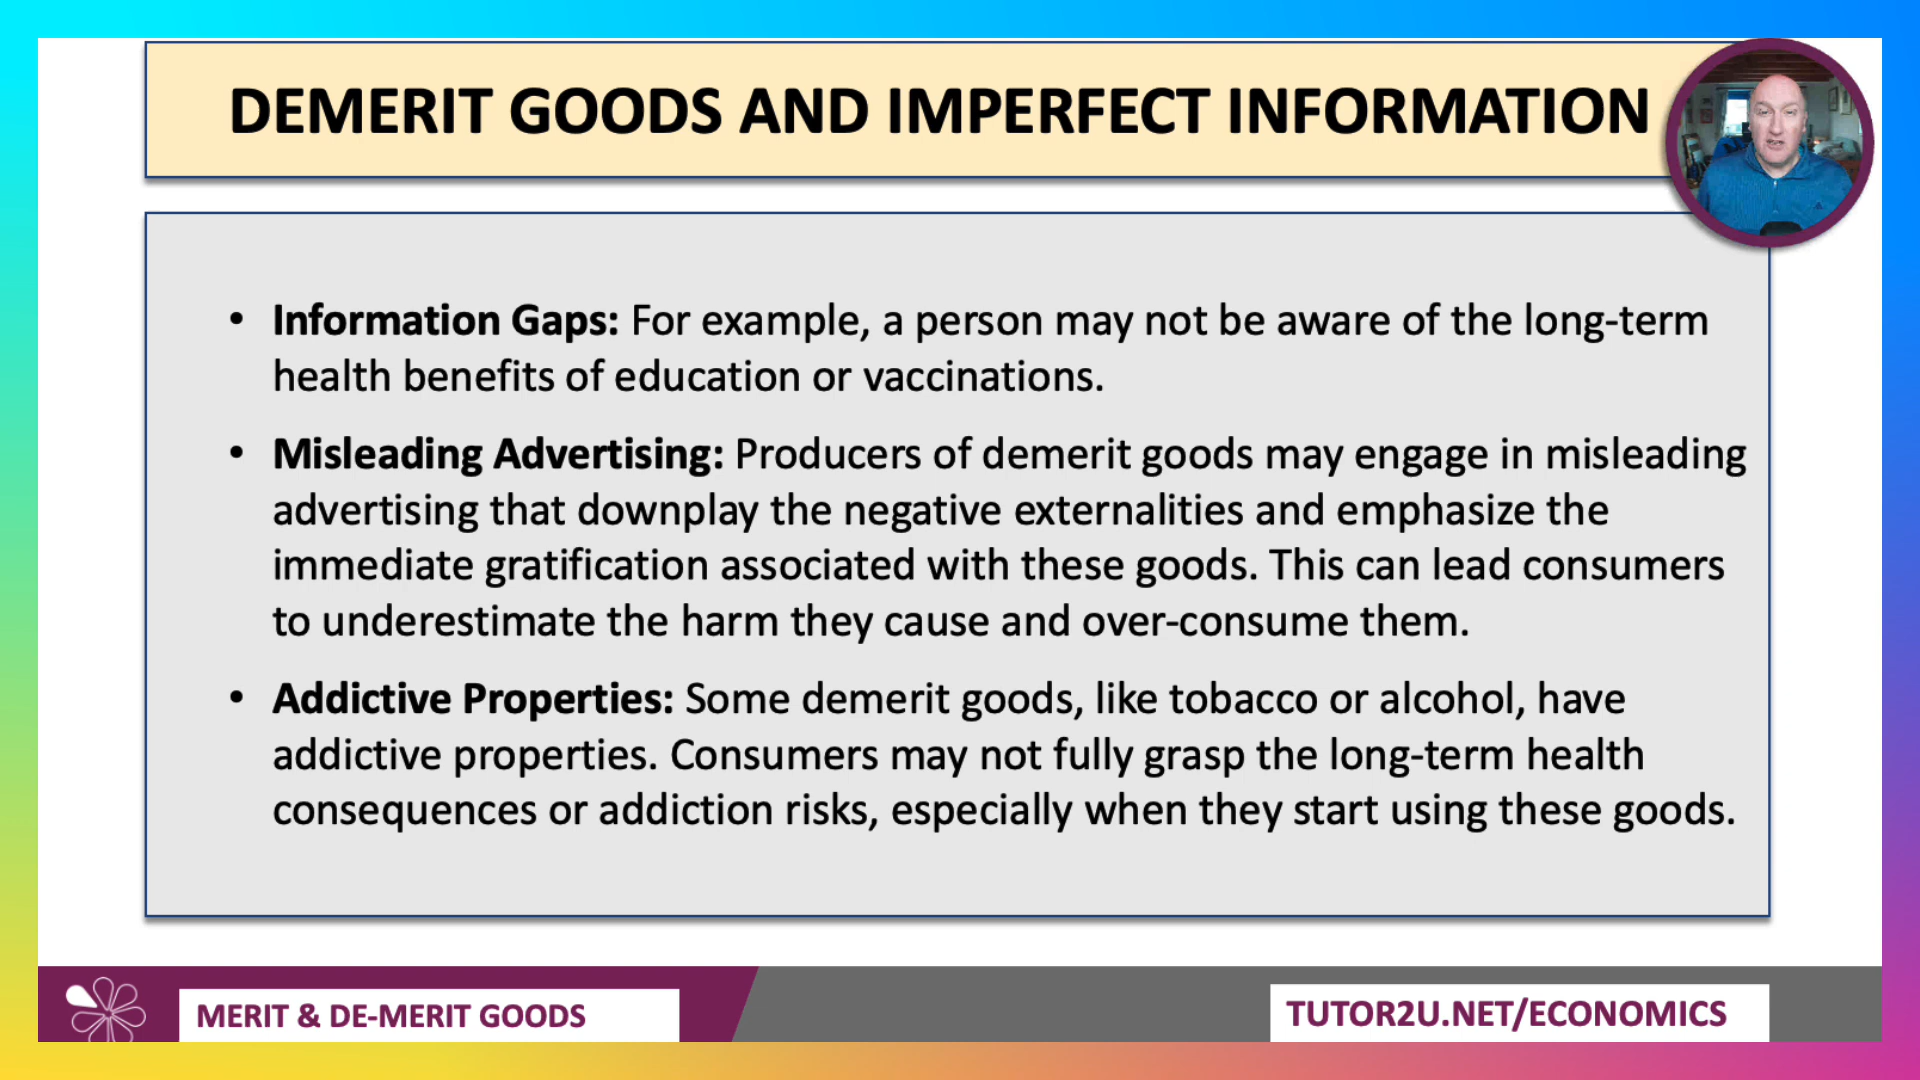 DEMERIT GOODS AND IMPERFECT INFORMATION
• Information Gaps: For example, a person may not be aware of the long-term
health benefits of education or vaccinations.
• Misleading Advertising: Producers of demerit goods may engage in misleading
advertising that downplay the negative externalities and emphasize the
immediate gratification associated with these goods. This can lead consumers
to underestimate the harm they cause and over-consume them.
• Addictive Properties: Some demerit goods, like tobacco or alcohol, have
addictive properties. Consumers may not fully grasp the long-term health
consequences or addiction risks, especially when they start using these goods.
MERIT & DE-MERIT GOODS
TUTOR2U.NET/ECONOMICS